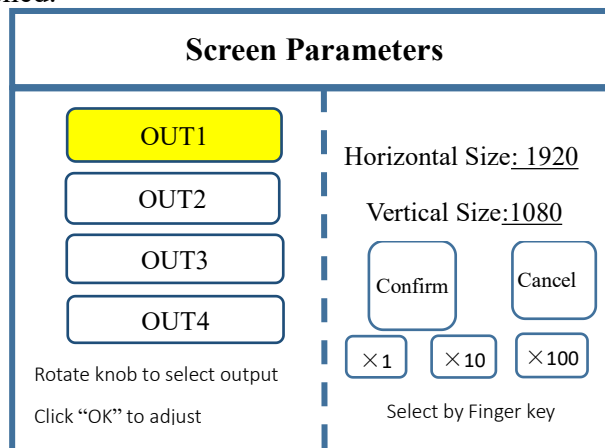 Screen Parameters
OUT1
OUT2
OUT3
OUT4
Rotate knob to select output
Click “OK” to adjust
Horizontal Size: 1920
Vertical Size:1080
Confirm
Cancel
×1
×10
×100
Select by Finger key